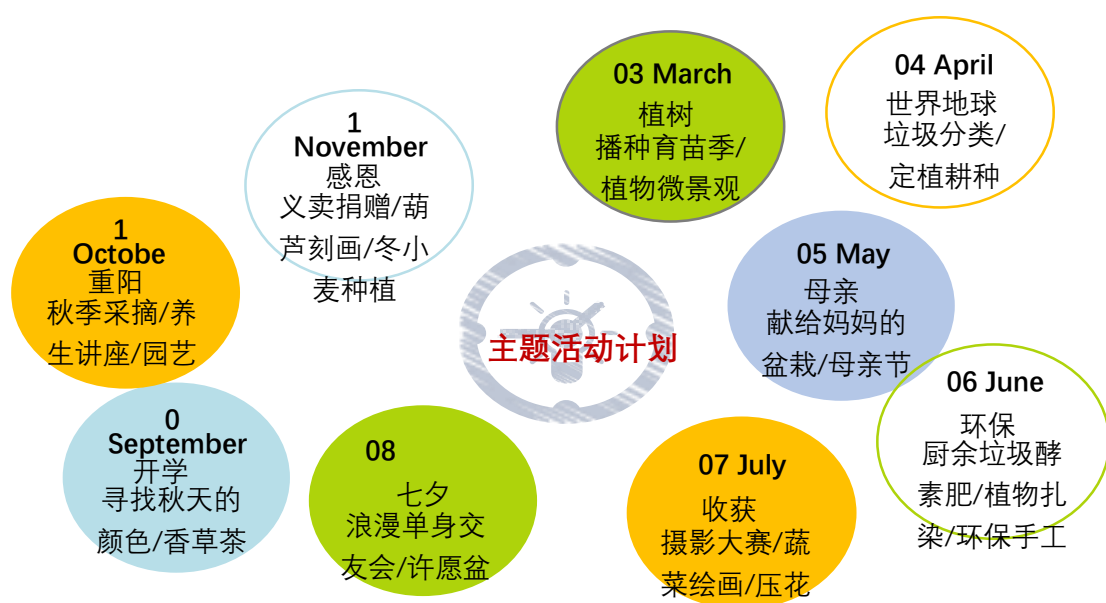 03 March
植树
播种育苗季/
植物微景观
04 April
世界地球
垃圾分类/
定植耕种
05 May
母亲
献给妈妈的
盆栽/母亲节
06 June
环保
厨余垃圾酵
素肥/植物扎
染/环保手工
07 July
收获
摄影大赛/蔬
菜绘画/压花
08
七夕
浪漫单身交
友会/许愿盆
0
September
开学
寻找秋天的
颜色/香草茶
1
Octobe
重阳
秋季采摘/养
生讲座/园艺
1
November
感恩
义卖捐赠/葫
芦刻画/冬小
麦种植
主题活动计划